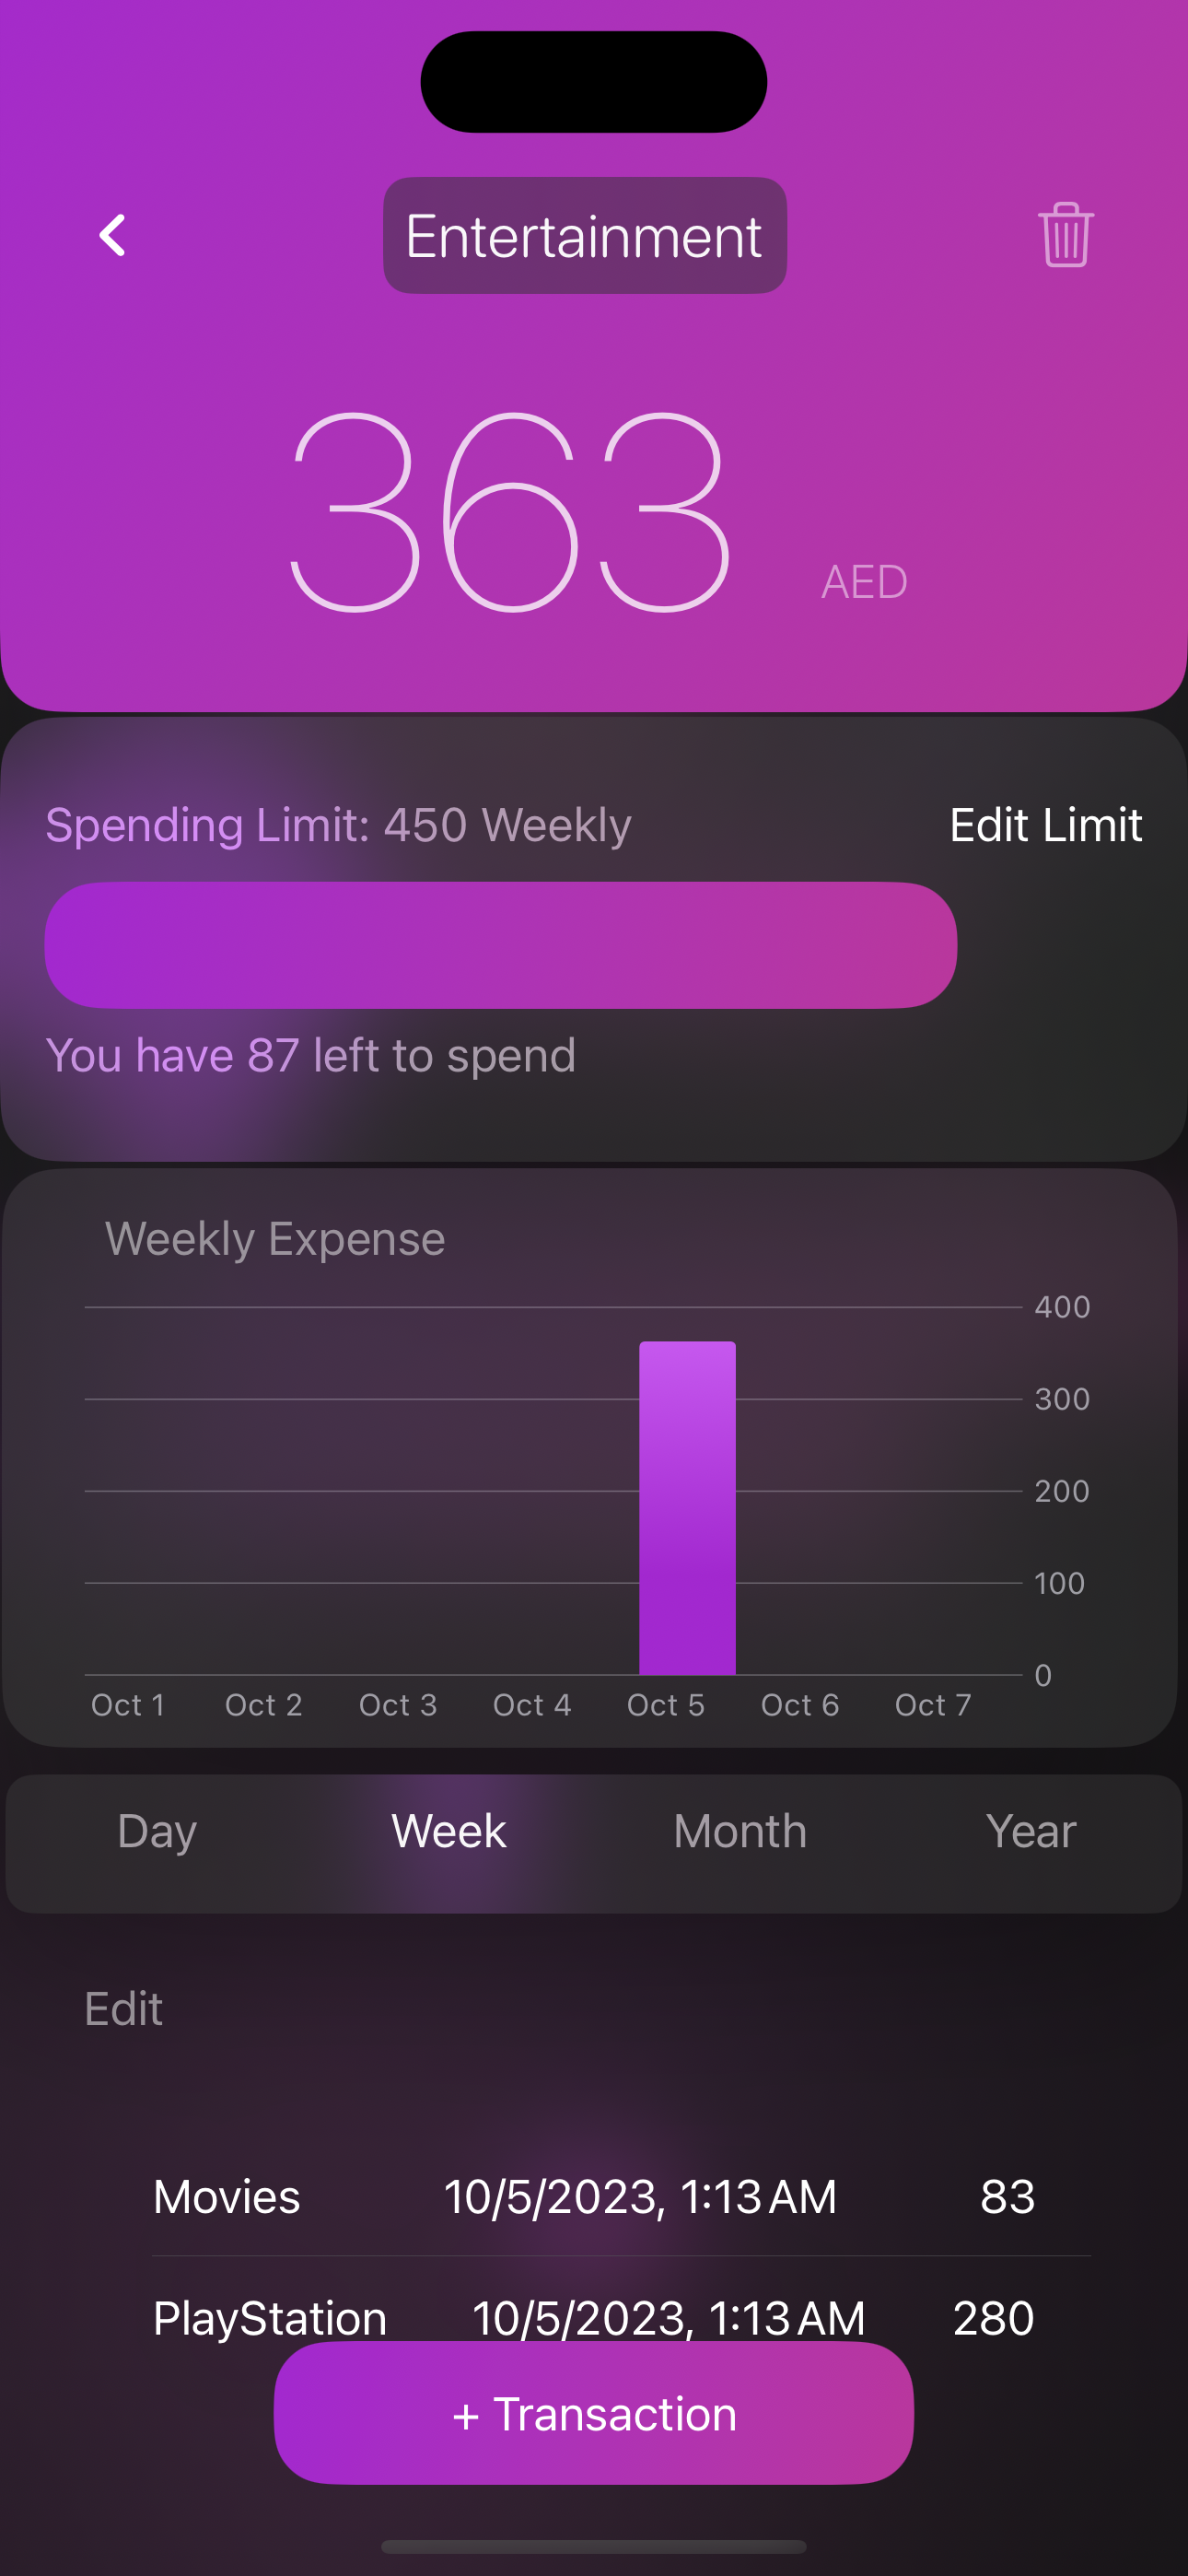 Entertainment
363 AED
Spending Limit: 450 Weekly Edit Limit
You have 87 left to spend
Weekly Expense
400
300
200
100
0
Oct 1 Oct 2 Oct 3 Oct 4 Oct 5 Oct 6 Oct 7
Day Week Month Year
Edit
Movies 10/5/2023, 1:13 AM 83
PlayStation 10/5/2023, 1:13 AM 280
+ Transaction